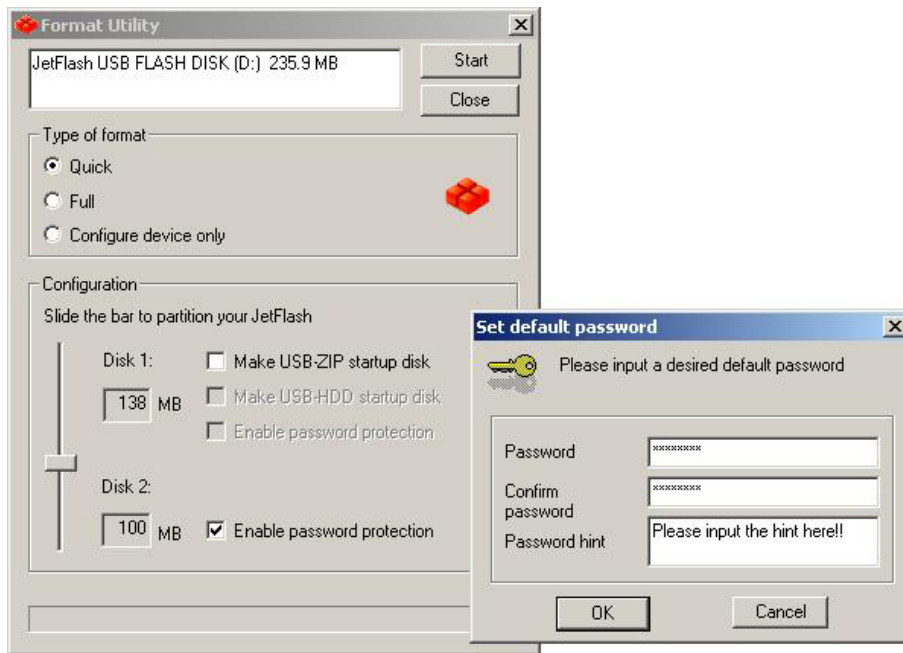 Format Utility
JetFlash USB FLASH DISK (D:) 235.9 MB
Start
Close
Type of format
Quick
Full
Configure device only
Configuration
Slide the bar to partition your JetFlash
Disk 1:
Make USB-ZIP startup disk
138 MB
Make USB-HDD startup disk
Enable password protection
Disk 2:
100 MB
Enable password protection
Set default password
Please input a desired default password
Password
xxxxxxxx
Confirm
password
xxxxxxxx
Password hint
Please input the hint here!!
OK
Cancel